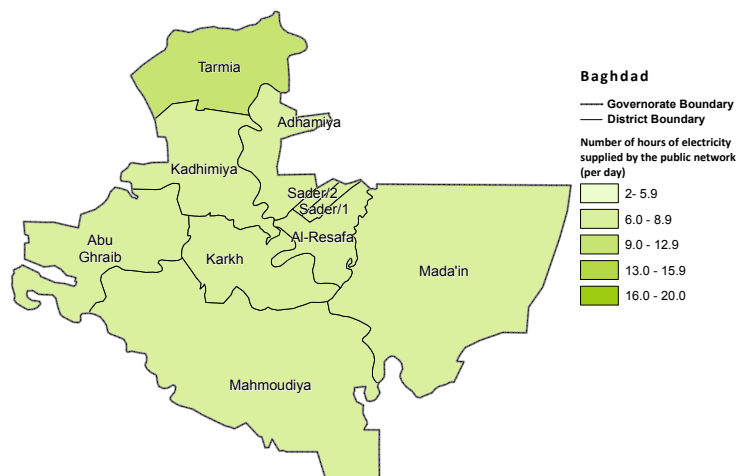 Tarmia
Adhamiya
Kadhimiya
Sader/2
Sader/1
Al-Resafa
Abu
Ghraib
Karkh
Mada'in
Mahmoudiya
Baghdad
Governorate Boundary
District Boundary
Number of hours of electricity
supplied by the public network
(per day)
2- 5.9
6.0 - 8.9
9.0 - 12.9
13.0 - 15.9
16.0 - 20.0